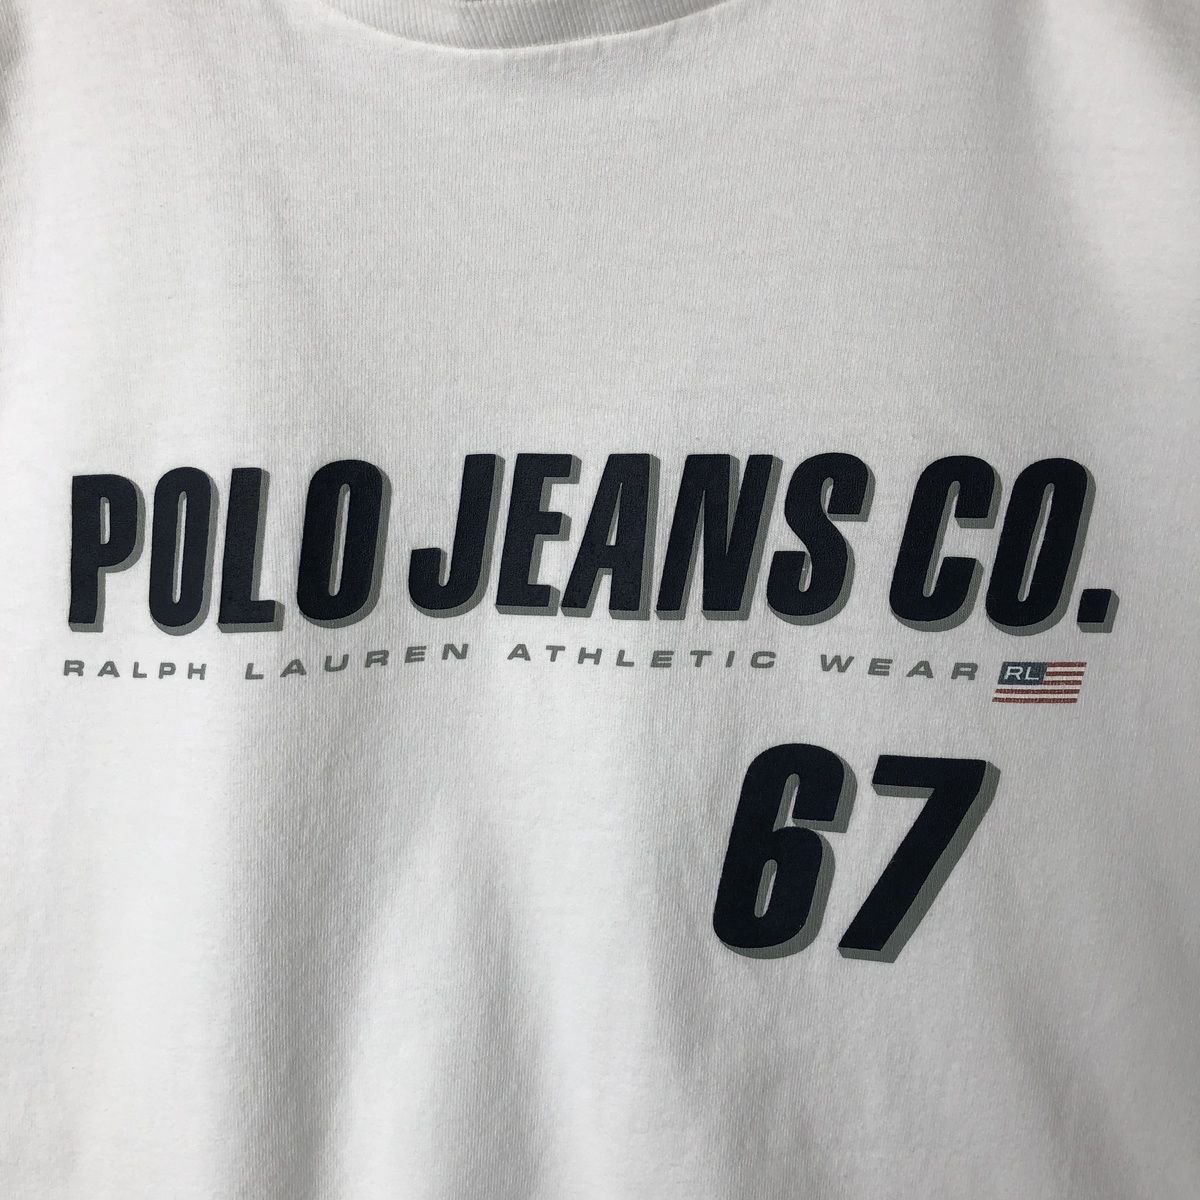 POLO JEANS CO.
RALPH LAUREN ATHLETIC WEAR RL
67